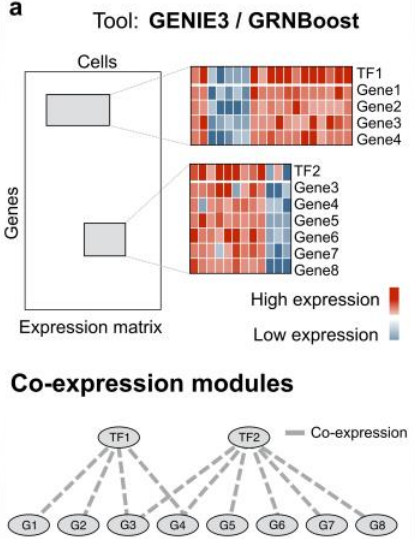 a
Tool: GENIE3 / GRNBoost
Cells
Genes
Expression matrix
TF1
Gene1
Gene2
Gene3
Gene4
TF2
Gene3
Gene4
Gene5
Gene6
Gene7
Gene8
High expression
Low expression
Co-expression modules
TF1 TF2 Co-expression
G1 G2 G3 G4 G5 G6 G7 G8